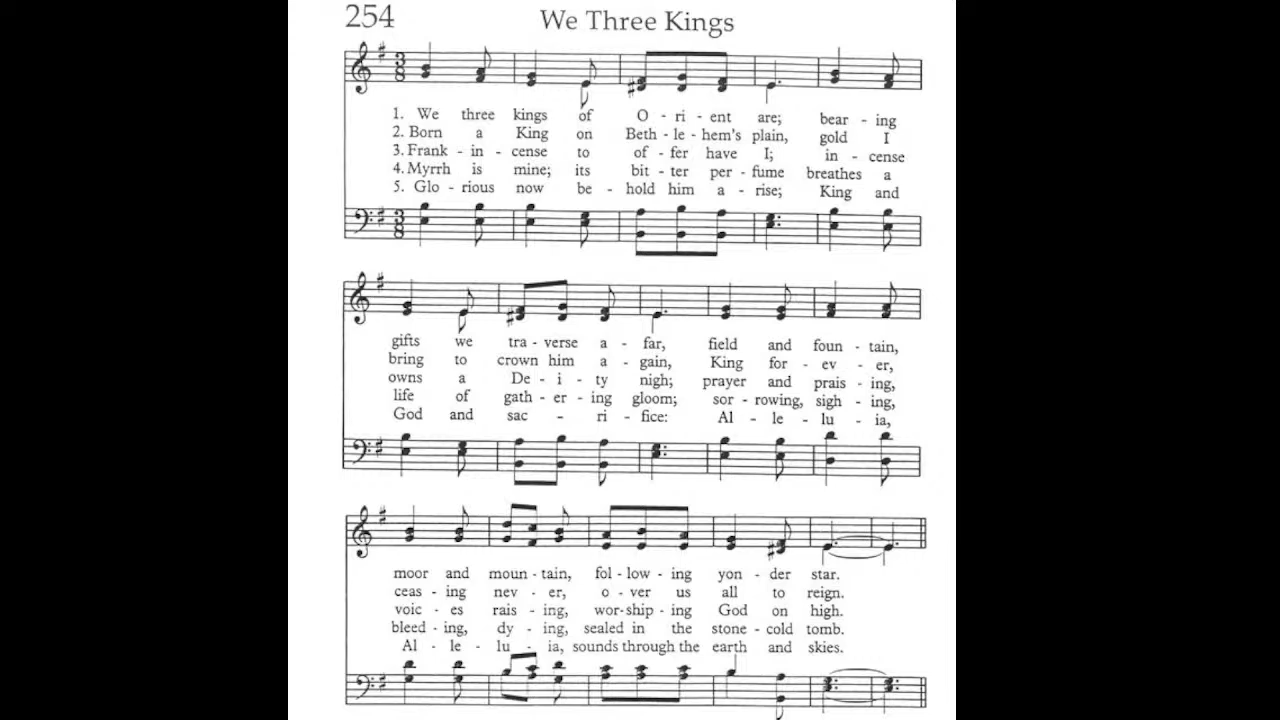 254 We Three Kings
3 8
1. We three kings of O - ri - ent are; bear - ing
2. Born a King on Beth - le - hem's plain, gold I
3. Frank - in - cense to of - fer have I; in - cense
4. Myrrh is mine; its bit - ter per - fume breathes a
5. Glo - rious now be - hold him a - rise; King and
3 8
gifts we tra - verse a - far, field and foun - tain,
bring to crown him a - gain, King for - ev - er,
owns a De - i - ty nigh; prayer and prais - ing,
life of gath - er - ing gloom; sor - rowing, sigh - ing,
God and sac - ri - fice: Al - le - lu - ia,
moor and moun - tain, fol - low - ing yon - der star.
ceas - ing nev - er, o - ver us all to reign.
voic - es rais - ing, wor - ship - ing God on high.
bleed - ing, dy - ing, sealed in the stone - cold tomb.
Al - le - lu - ia, sounds through the earth and skies.